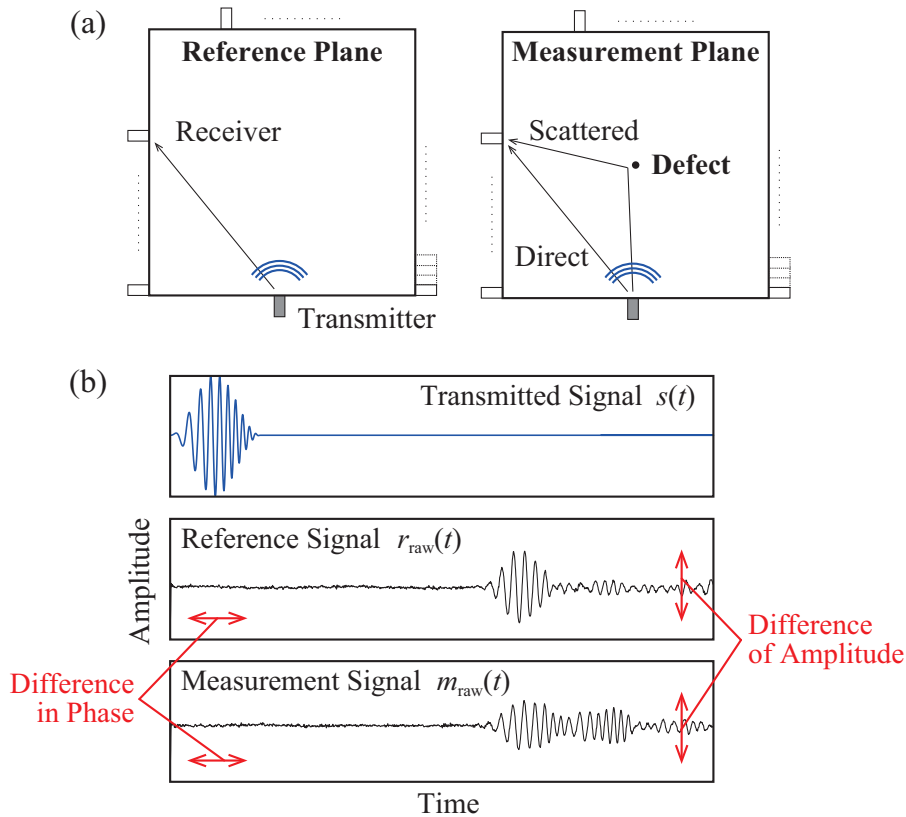 (a)
Reference Plane
Receiver
Transmitter
Measurement Plane
Scattered
Defect
Direct
(b)
Transmitted Signal s(t)
Amplitude
Reference Signal r_raw(t)
Measurement Signal m_raw(t)
Difference
in Phase
Difference
of Amplitude
Time